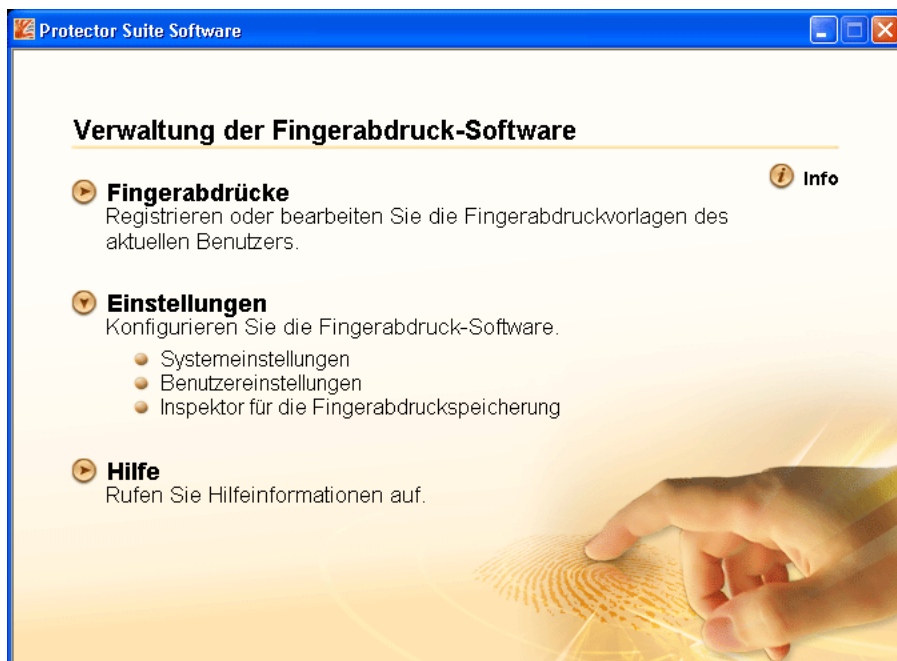 Protector Suite Software
Verwaltung der Fingerabdruck-Software
Info
Fingerabdrücke
Registrieren oder bearbeiten Sie die Fingerabdruckvorlagen des
aktuellen Benutzers.
Einstellungen
Konfigurieren Sie die Fingerabdruck-Software.
Systemeinstellungen
Benutzereinstellungen
Inspektor für die Fingerabdruckspeicherung
Hilfe
Rufen Sie Hilfeinformationen auf.